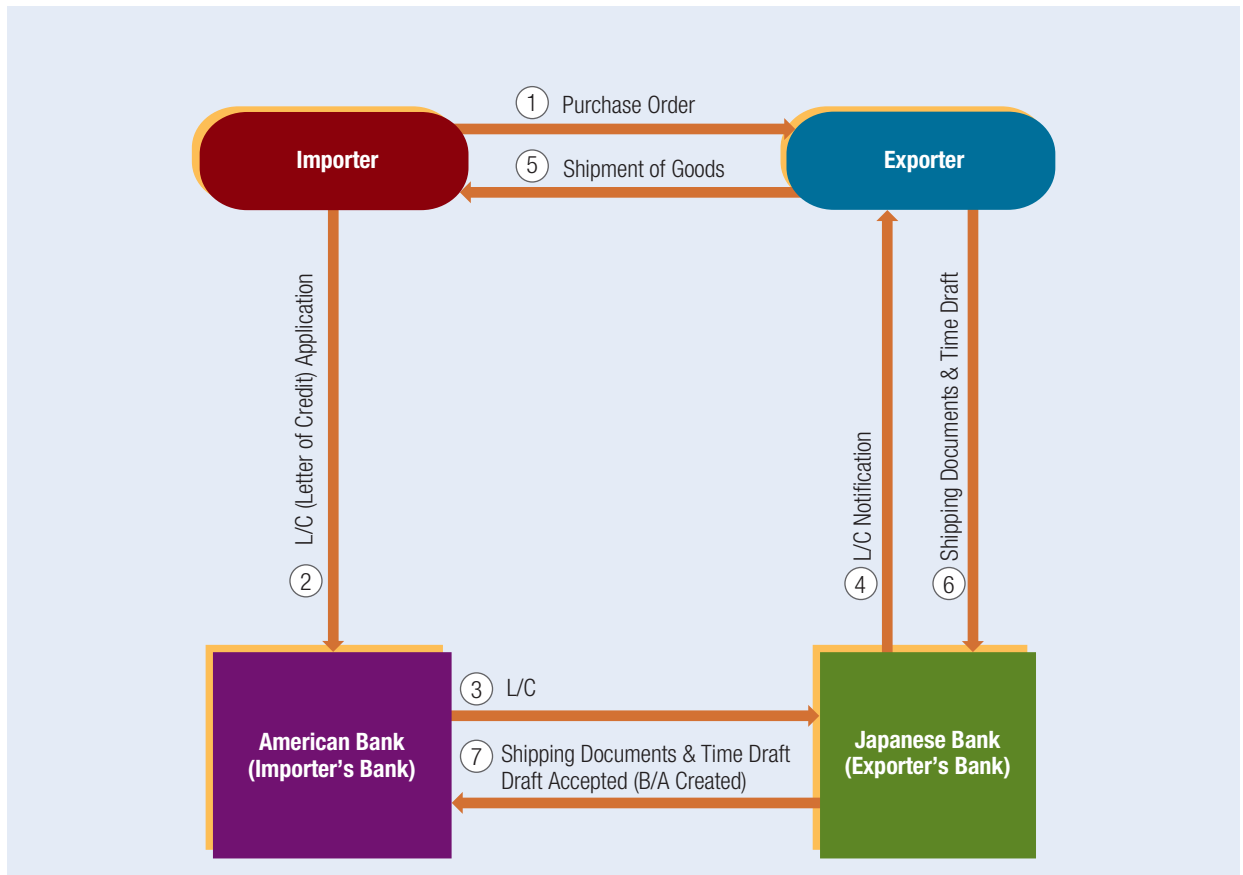 1 Purchase Order
Importer
Exporter
5 Shipment of Goods
L/C (Letter of Credit) Application
2
L/C Notification
4
Shipping Documents & Time Draft
6
3 L/C
American Bank
(Importer’s Bank)
7 Shipping Documents & Time Draft
Draft Accepted (B/A Created)
Japanese Bank
(Exporter’s Bank)